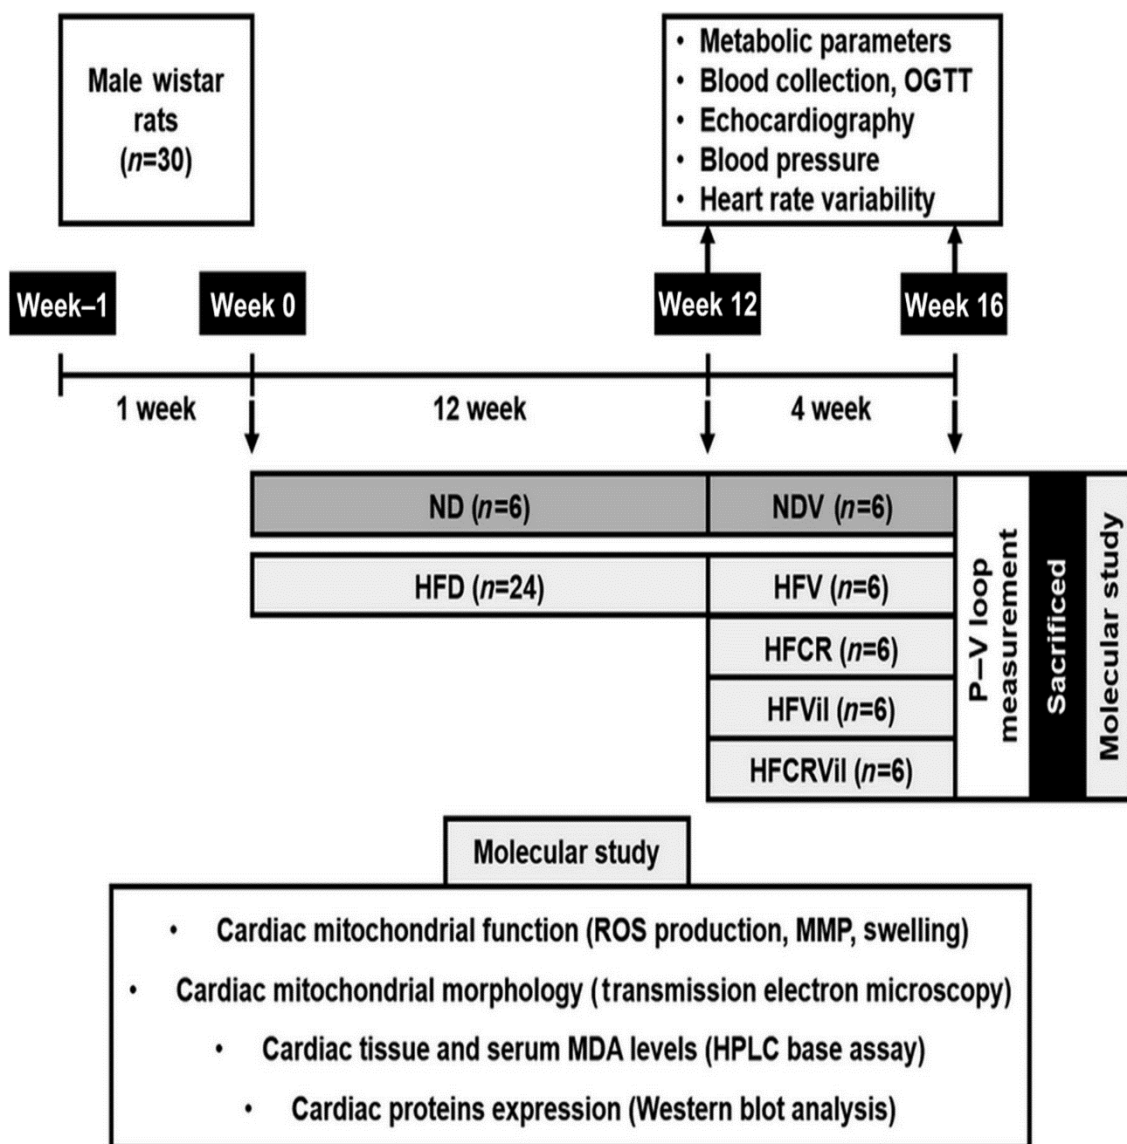 Male wistar
rats
(n=30)
• Metabolic parameters
• Blood collection, OGTT
• Echocardiography
• Blood pressure
• Heart rate variability
Week–1
Week 0
Week 12
Week 16
1 week
12 week
4 week
ND (n=6)
NDV (n=6)
HFD (n=24)
HFV (n=6)
HFCR (n=6)
HFVil (n=6)
HFCRVil (n=6)
P–V loop
measurement
Sacrificed
Molecular study
Molecular study
• Cardiac mitochondrial function (ROS production, MMP, swelling)
• Cardiac mitochondrial morphology (transmission electron microscopy)
• Cardiac tissue and serum MDA levels (HPLC base assay)
• Cardiac proteins expression (Western blot analysis)